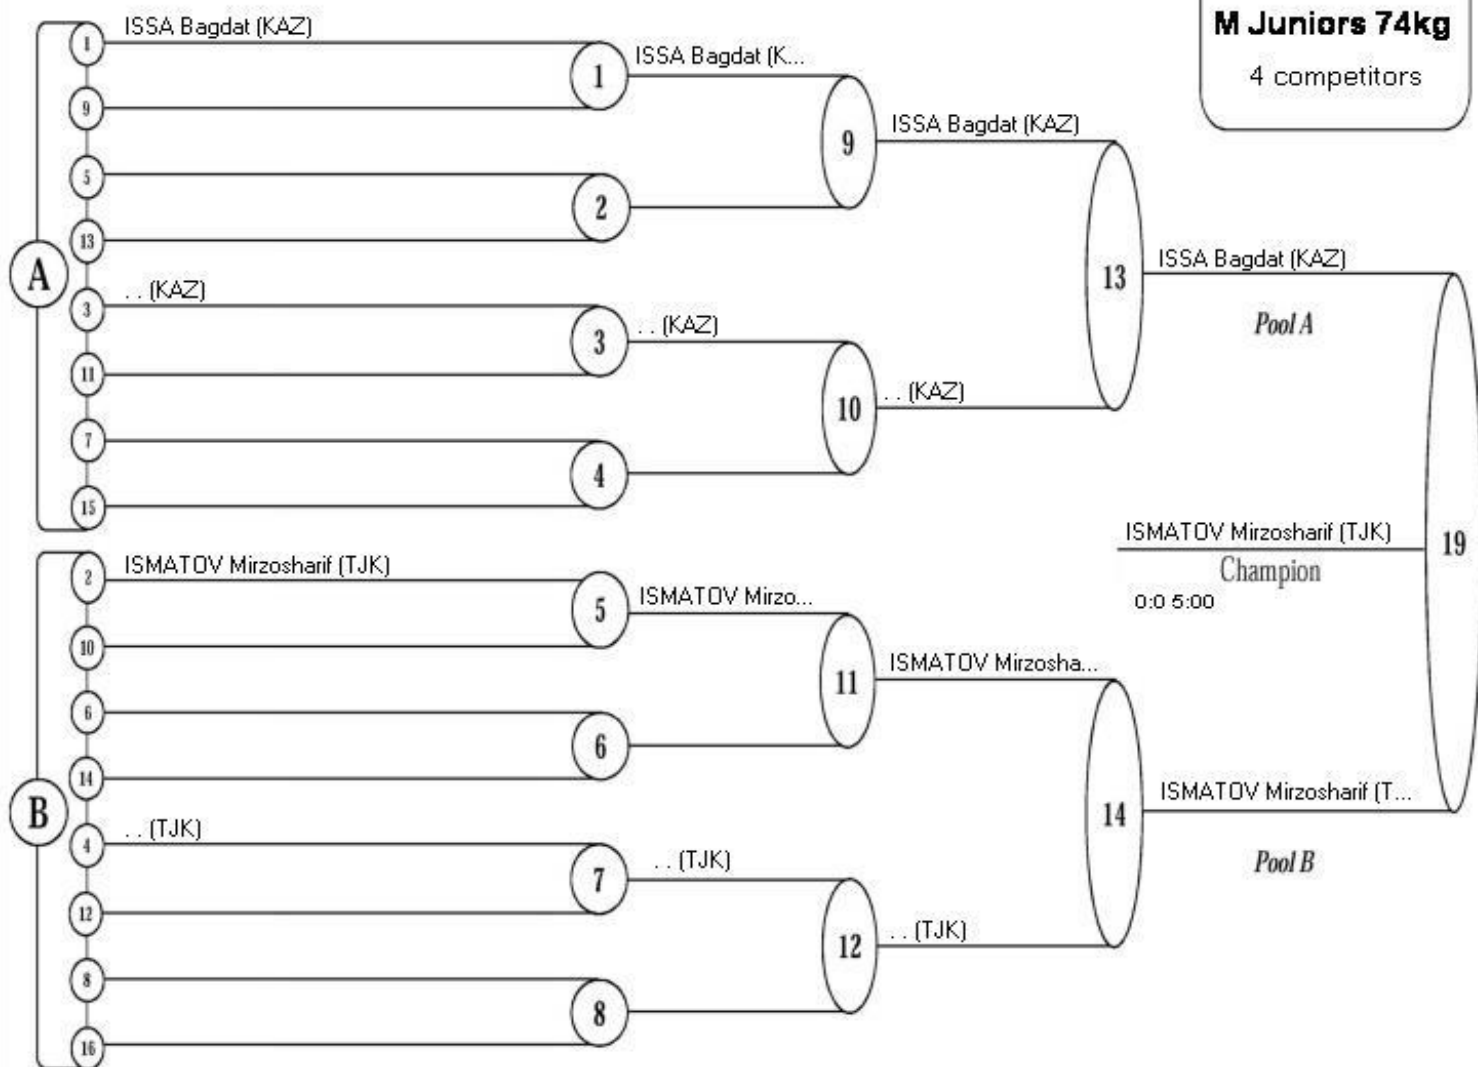 M Juniors 74kg
4 competitors
A
1
ISSA Bagdat (KAZ)
9
5
13
3
. . (KAZ)
11
7
15
1
ISSA Bagdat (K...
2
3
. . (KAZ)
4
9
ISSA Bagdat (KAZ)
10
. . (KAZ)
13
ISSA Bagdat (KAZ)
Pool A
B
2
ISMATOV Mirzosharif (TJK)
10
6
14
4
. . (TJK)
12
8
16
5
ISMATOV Mirzo...
6
7
. . (TJK)
8
11
ISMATOV Mirzosha...
12
. . (TJK)
14
ISMATOV Mirzosharif (T...
Pool B
19
ISMATOV Mirzosharif (TJK)
Champion
0:0 5:00